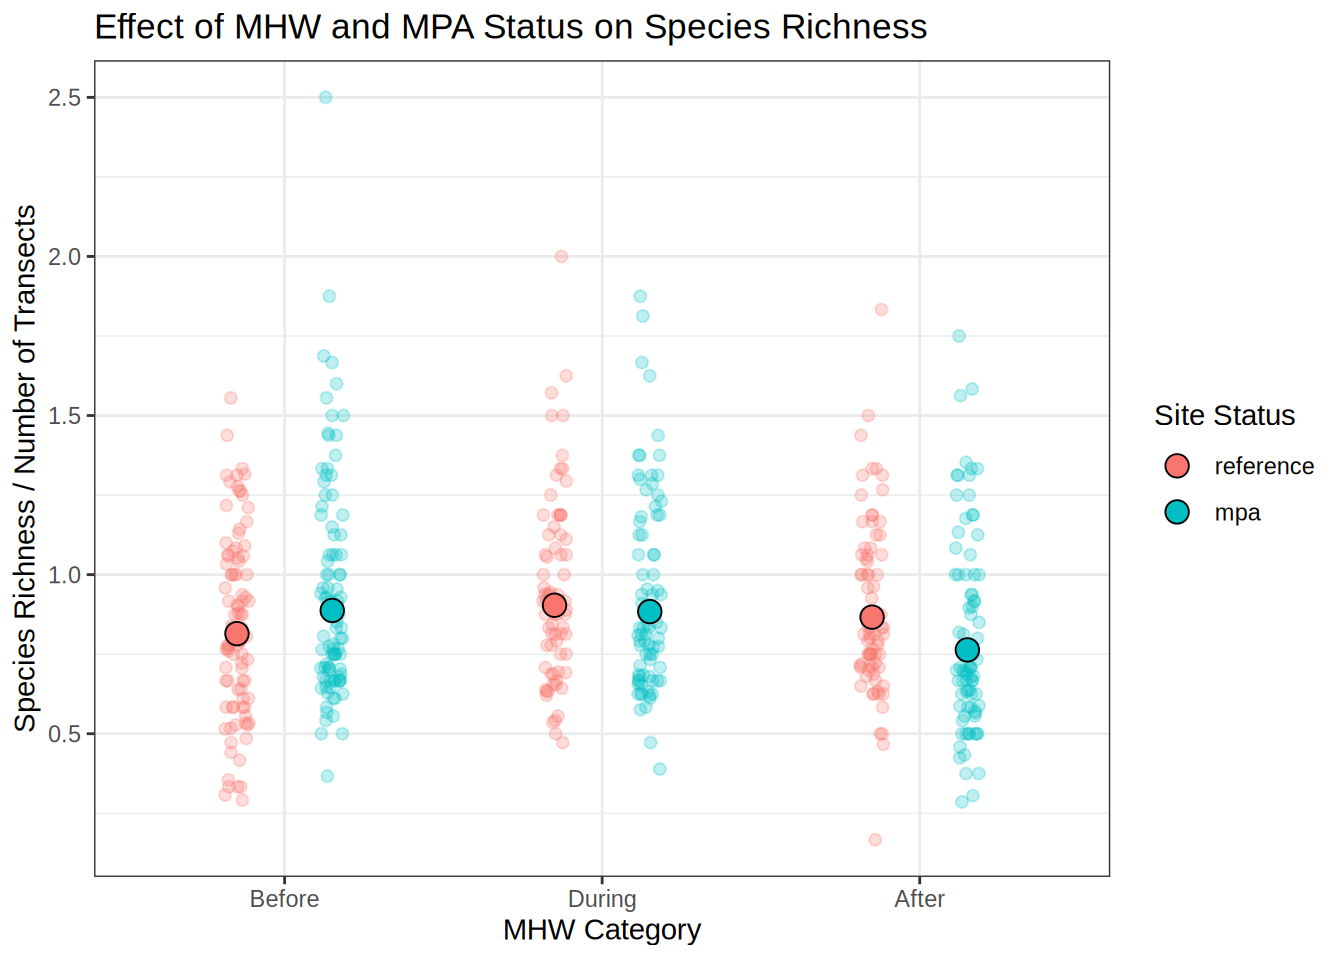 Effect of MHW and MPA Status on Species Richness
Species Richness / Number of Transects
2.5
2.0
1.5
1.0
0.5
Before
During
After
MHW Category
Site Status
reference
mpa